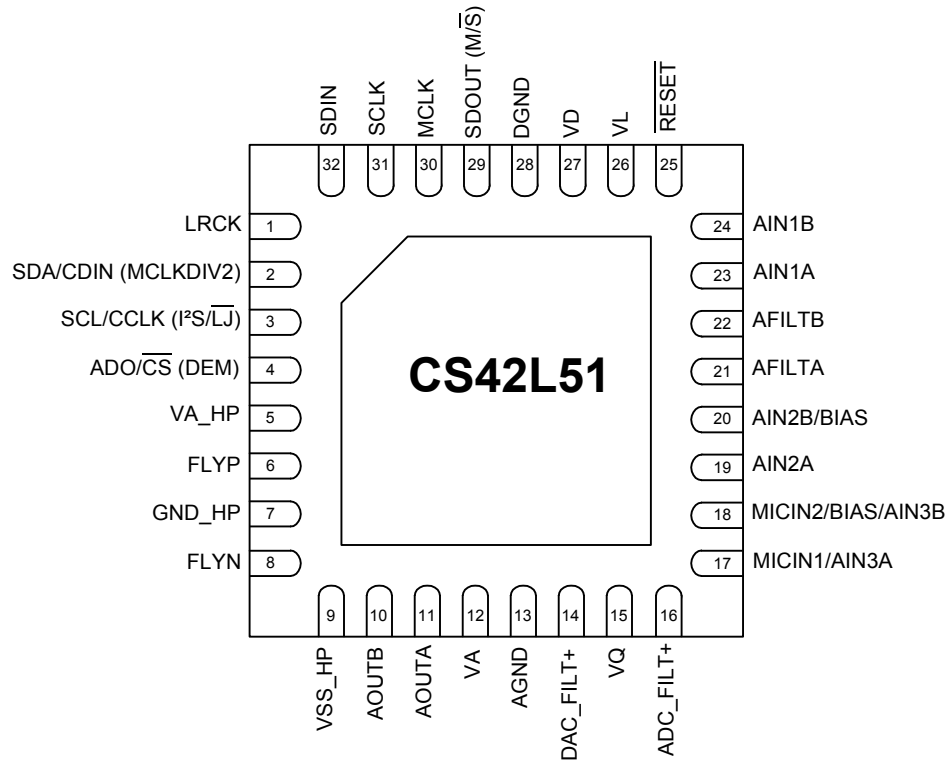 SDIN
SCLK
MCLK
SDOUT (M/S̅)
DGND
VD
VL
R̅E̅S̅E̅T̅
32
31
30
29
28
27
26
25
LRCK 1
SDA/CDIN (MCLKDIV2) 2
SCL/CCLK (I²S/L̅J̅) 3
ADO/C̅S̅ (DEM) 4
VA_HP 5
FLYP 6
GND_HP 7
FLYN 8
CS42L51
24 AIN1B
23 AIN1A
22 AFILTB
21 AFILTA
20 AIN2B/BIAS
19 AIN2A
18 MICIN2/BIAS/AIN3B
17 MICIN1/AIN3A
9
10
11
12
13
14
15
16
VSS_HP
AOUTB
AOUTA
VA
AGND
DAC_FILT+
VQ
ADC_FILT+